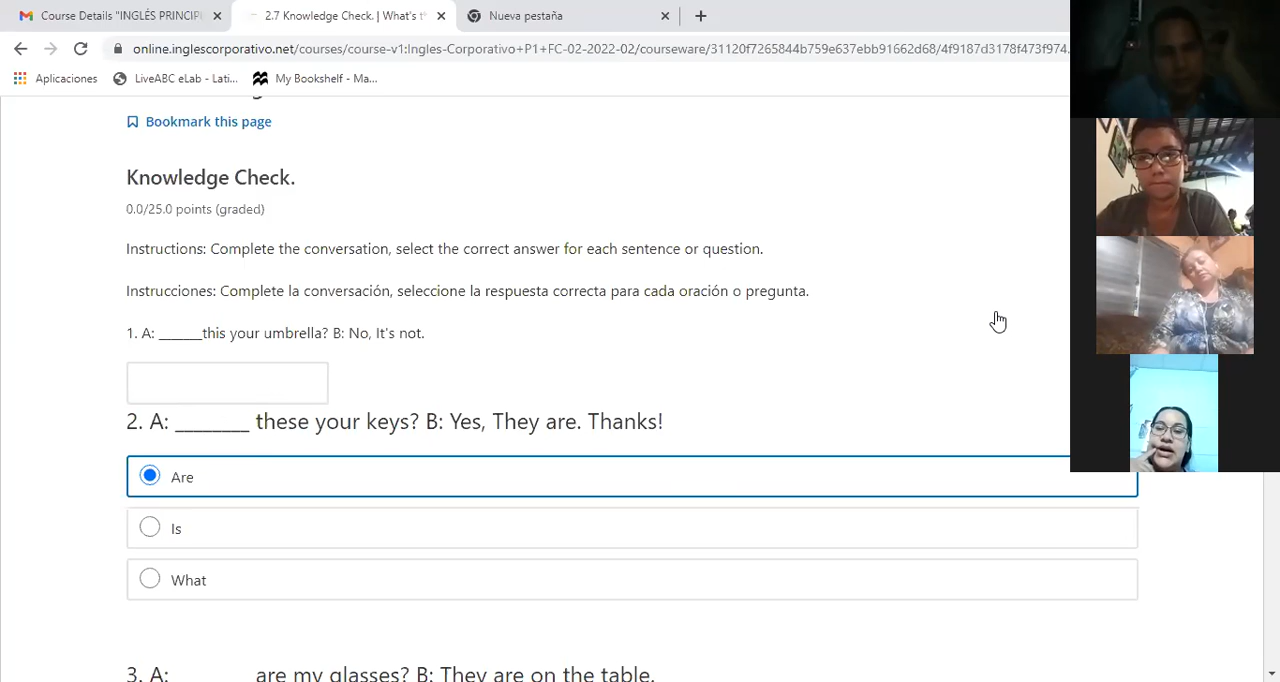 Course Details "INGLÉS PRINCIPI
2.7 Knowledge Check. | What's t
Nueva pestaña
online.inglescorporativo.net/courses/course-v1:Ingles-Corporativo+P1+FC-02-2022-02/courseware/31120f7265844b759e637ebb91662d68/4f9187d3178f473f974.
Aplicaciones
LiveABC eLab - Lati...
My Bookshelf - Ma...
Bookmark this page
Knowledge Check.
0.0/25.0 points (graded)
Instructions: Complete the conversation, select the correct answer for each sentence or question.
Instrucciones: Complete la conversación, seleccione la respuesta correcta para cada oración o pregunta.
1. A: ______this your umbrella? B: No, It's not.
2. A: ________ these your keys? B: Yes, They are. Thanks!
Are
Is
What
3. A: ________ are my glasses? B: They are on the table.